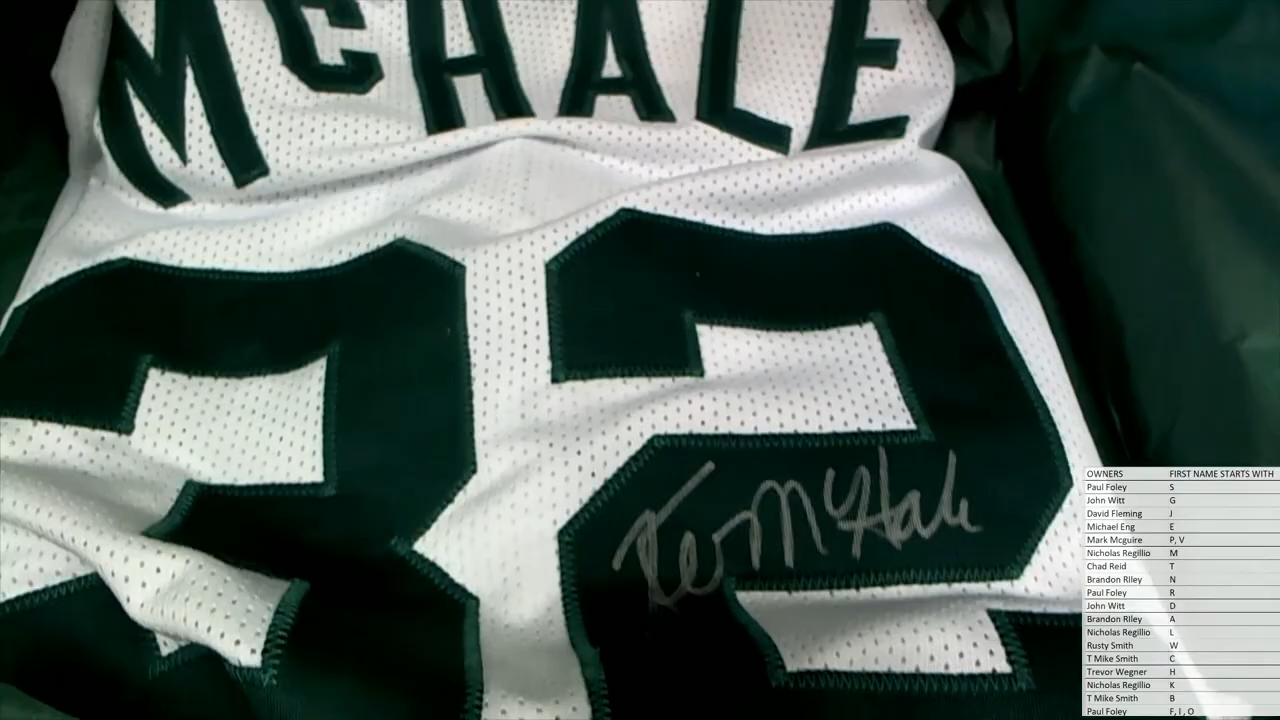 McHALE
32
Kev McHale
OWNERS FIRST NAME STARTS WITH
Paul Foley S
John Witt G
David Fleming J
Michael Eng E
Mark Mcguire P, V
Nicholas Regillio M
Chad Reid T
Brandon RIley N
Paul Foley R
John Witt D
Brandon RIley A
Nicholas Regillio L
Rusty Smith W
T Mike Smith C
Trevor Wegner H
Nicholas Regillio K
T Mike Smith B
Paul Foley F, I , O